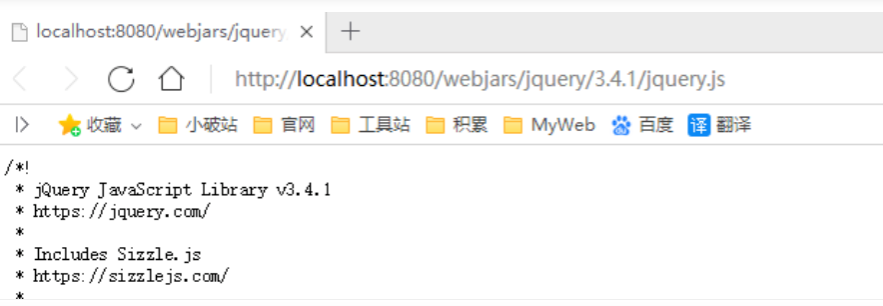 localhost:8080/webjars/jquery
http://localhost:8080/webjars/jquery/3.4.1/jquery.js
收藏 小破站 官网 工具站 积累 MyWeb 百度 译 翻译
/*!
* jQuery JavaScript Library v3.4.1
* https://jquery.com/
*
* Includes Sizzle.js
* https://sizzlejs.com/
*